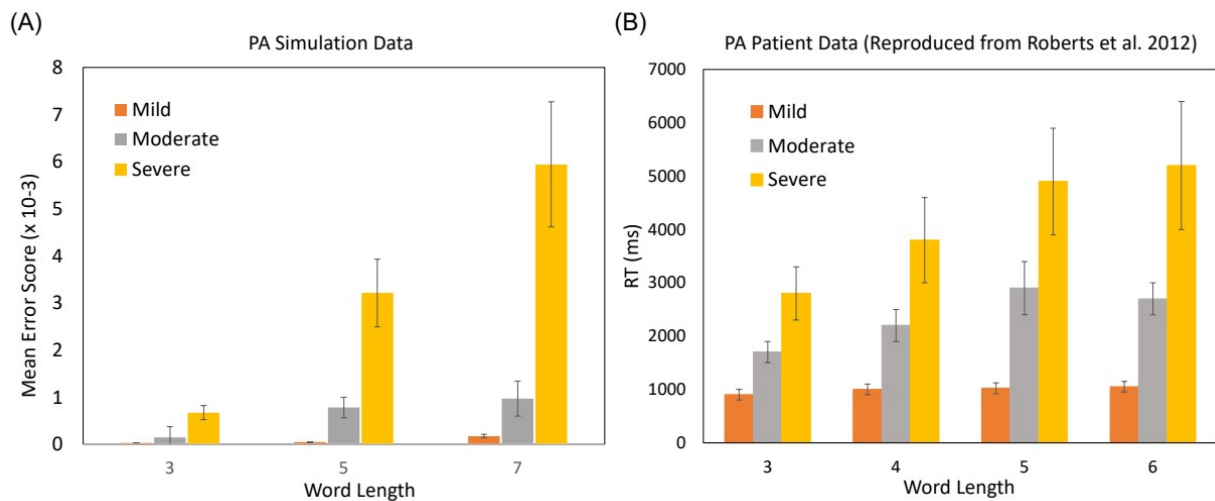 (A)
PA Simulation Data
Mean Error Score (x 10-3)
8
7
6
5
4
3
2
1
0
Mild
Moderate
Severe
3 5 7
Word Length
(B)
PA Patient Data (Reproduced from Roberts et al. 2012)
RT (ms)
7000
6000
5000
4000
3000
2000
1000
0
Mild
Moderate
Severe
3 4 5 6
Word Length